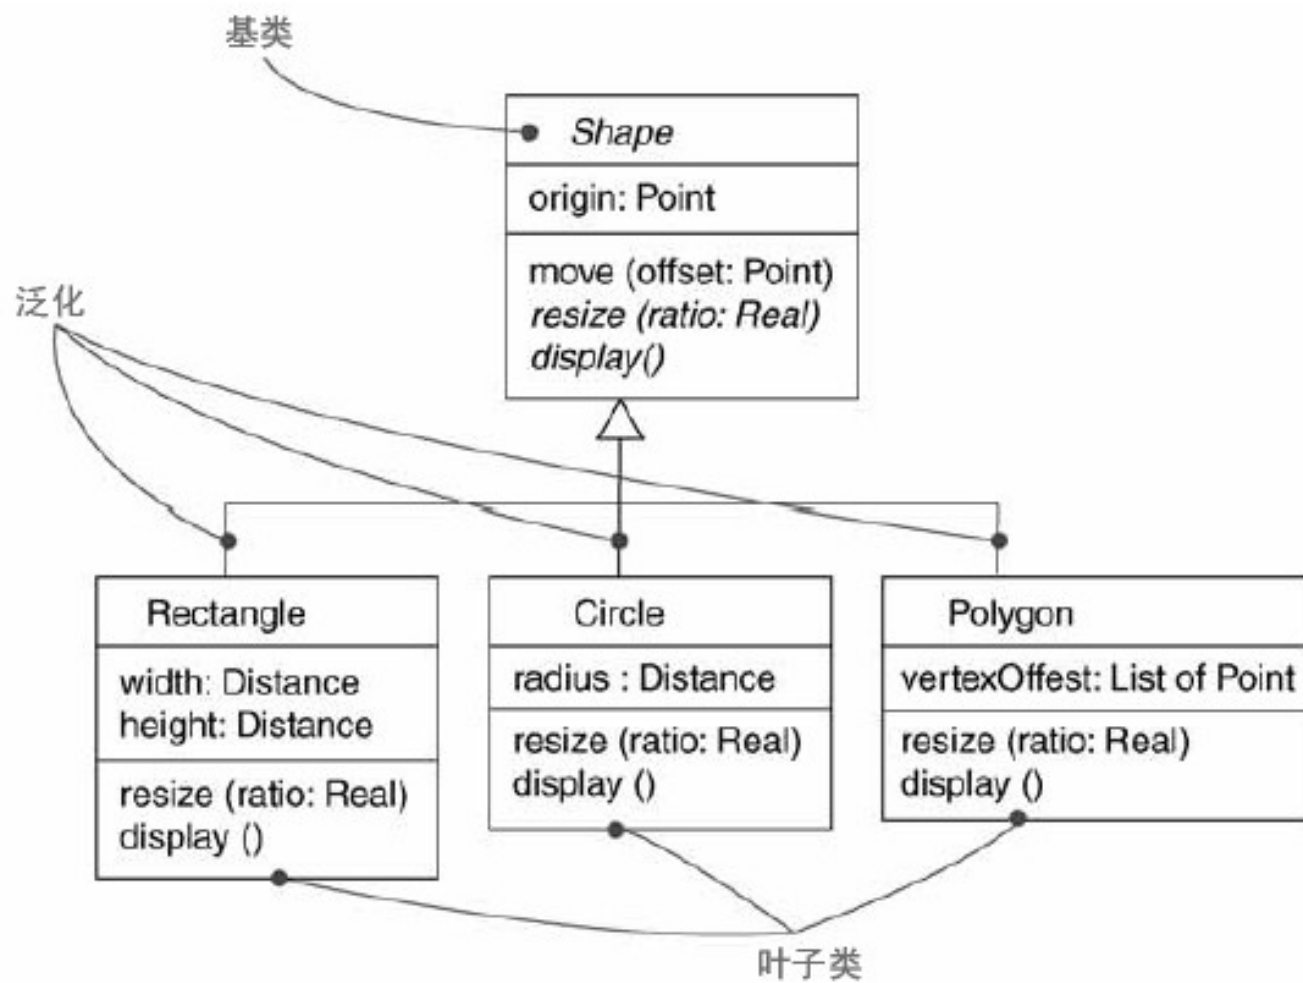 基类
Shape
origin: Point
move (offset: Point)
resize (ratio: Real)
display()
泛化
Rectangle
width: Distance
height: Distance
resize (ratio: Real)
display ()
Circle
radius : Distance
resize (ratio: Real)
display ()
Polygon
vertexOffest: List of Point
resize (ratio: Real)
display ()
叶子类